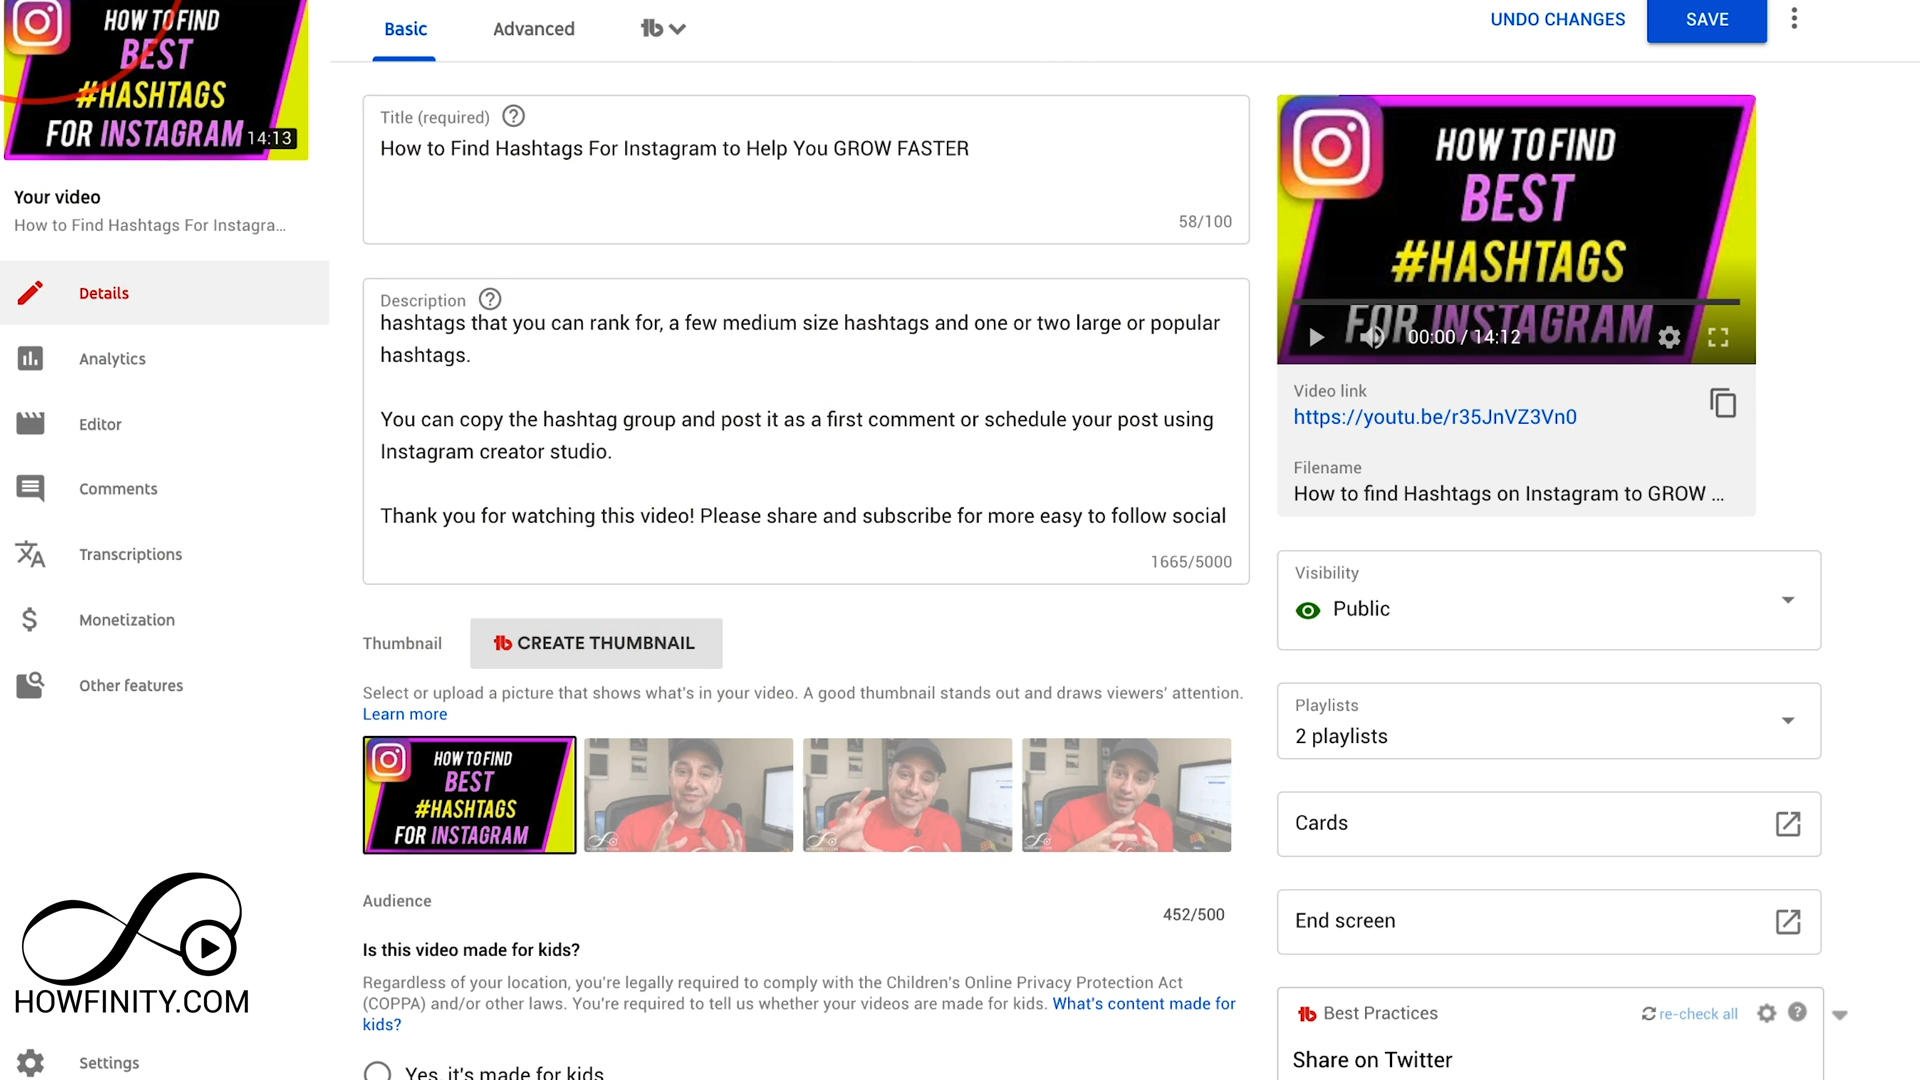 HOW TO FIND
BEST
#HASHTAGS
FOR INSTAGRAM
14:13
Your video
How to Find Hashtags For Instagra...
Details
Analytics
Editor
Comments
Transcriptions
Monetization
Other features
HOWFINITY.COM
Settings
Basic
Advanced
tb
UNDO CHANGES
SAVE
Title (required)
How to Find Hashtags For Instagram to Help You GROW FASTER
58/100
Description
hashtags that you can rank for, a few medium size hashtags and one or two large or popular
hashtags.
You can copy the hashtag group and post it as a first comment or schedule your post using
Instagram creator studio.
Thank you for watching this video! Please share and subscribe for more easy to follow social
1665/5000
Thumbnail
tb CREATE THUMBNAIL
Select or upload a picture that shows what's in your video. A good thumbnail stands out and draws viewers' attention.
Learn more
HOW TO FIND
BEST
#HASHTAGS
FOR INSTAGRAM
Audience
452/500
Is this video made for kids?
Regardless of your location, you're legally required to comply with the Children's Online Privacy Protection Act
(COPPA) and/or other laws. You're required to tell us whether your videos are made for kids. What's content made for
kids?
Yes, it's made for kids
HOW TO FIND
BEST
#HASHTAGS
FOR INSTAGRAM
00:00 / 14:12
Video link
https://youtu.be/r35JnVZ3Vn0
Filename
How to find Hashtags on Instagram to GROW ...
Visibility
Public
Playlists
2 playlists
Cards
End screen
tb Best Practices
re-check all
Share on Twitter